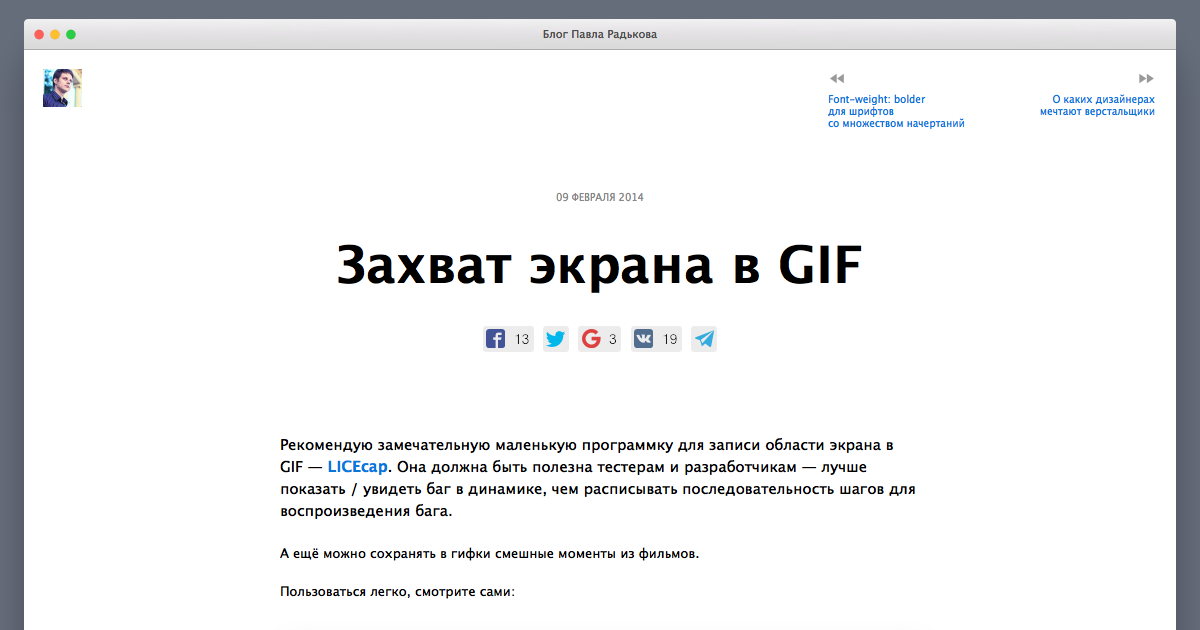 Блог Павла Радькова
Font-weight: bolder
для шрифтов
со множеством начертаний
О каких дизайнерах
мечтают верстальщики
09 ФЕВРАЛЯ 2014
Захват экрана в GIF
13
3
19
Рекомендую замечательную маленькую программку для записи области экрана в
GIF — LICEcap. Она должна быть полезна тестерам и разработчикам — лучше
показать / увидеть баг в динамике, чем расписывать последовательность шагов для
воспроизведения бага.
А ещё можно сохранять в гифки смешные моменты из фильмов.
Пользоваться легко, смотрите сами: